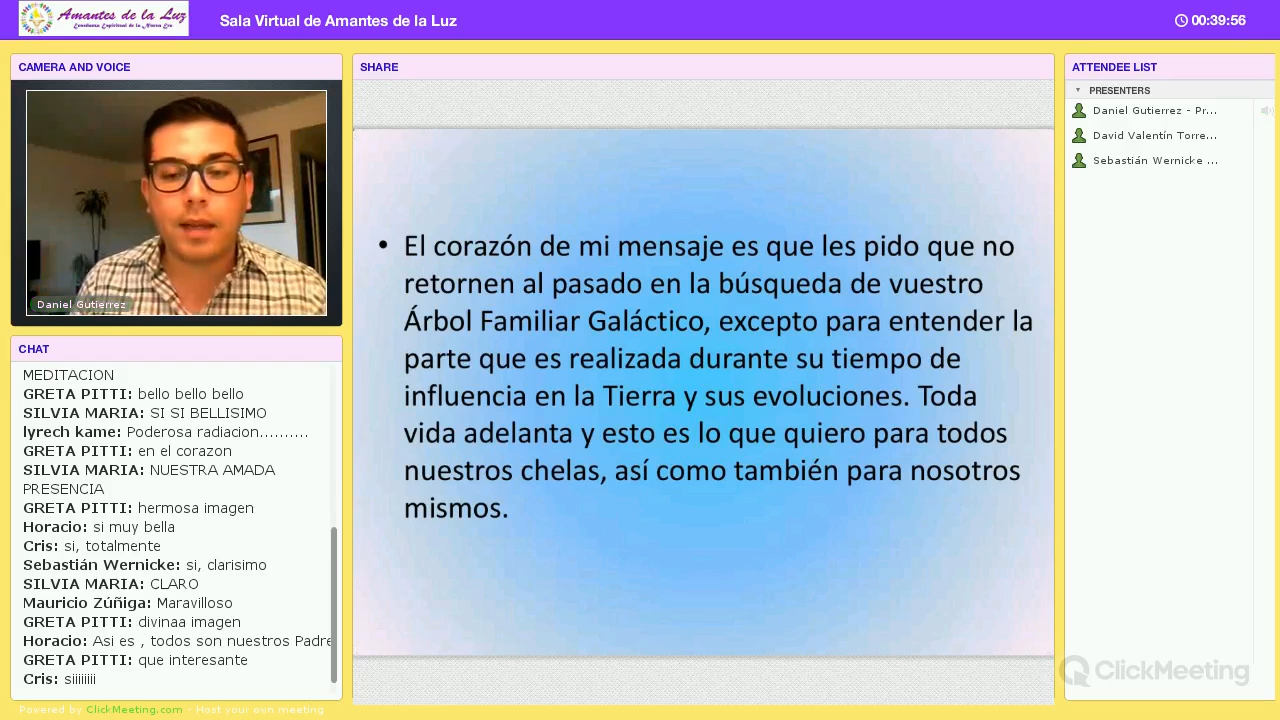 Amantes de la Luz
Enseñanza Espiritual de la Nueva Era
Sala Virtual de Amantes de la Luz
00:39:56
CAMERA AND VOICE
Daniel Gutierrez
CHAT
MEDITACION
GRETA PITTI: bello bello bello
SILVIA MARIA: SI SI BELLISIMO
lyrech kame: Poderosa radiacion..........
GRETA PITTI: en el corazon
SILVIA MARIA: NUESTRA AMADA
PRESENCIA
GRETA PITTI: hermosa imagen
Horacio: si muy bella
Cris: si, totalmente
Sebastián Wernicke: si, clarisimo
SILVIA MARIA: CLARO
Mauricio Zúñiga: Maravilloso
GRETA PITTI: divinaa imagen
Horacio: Asi es , todos son nuestros Padre
GRETA PITTI: que interesante
Cris: siiiiiiii
Powered by ClickMeeting.com - Host your own meeting
SHARE
• El corazón de mi mensaje es que les pido que no
retornen al pasado en la búsqueda de vuestro
Árbol Familiar Galáctico, excepto para entender la
parte que es realizada durante su tiempo de
influencia en la Tierra y sus evoluciones. Toda
vida adelanta y esto es lo que quiero para todos
nuestros chelas, así como también para nosotros
mismos.
ATTENDEE LIST
PRESENTERS
Daniel Gutierrez - Pr...
David Valentín Torre...
Sebastián Wernicke ...
ClickMeeting